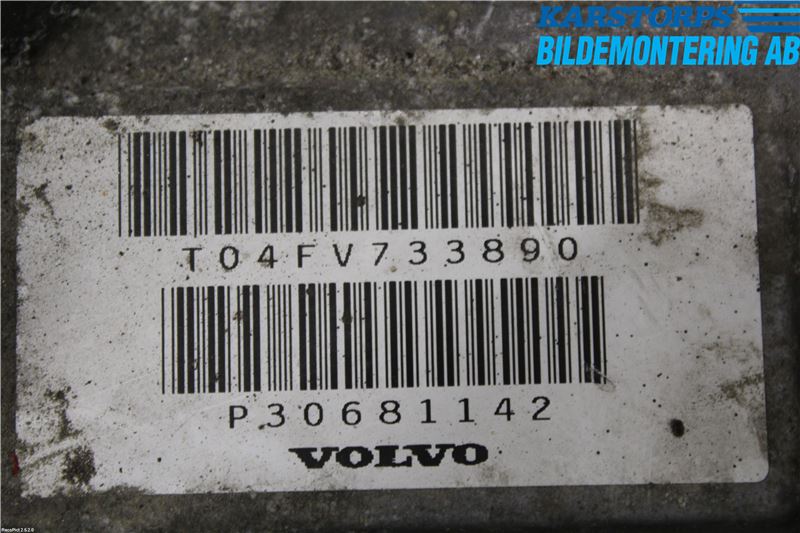 KARSTORPS
BILDEMONTERING AB
T04FV733890
P30681142
VOLVO